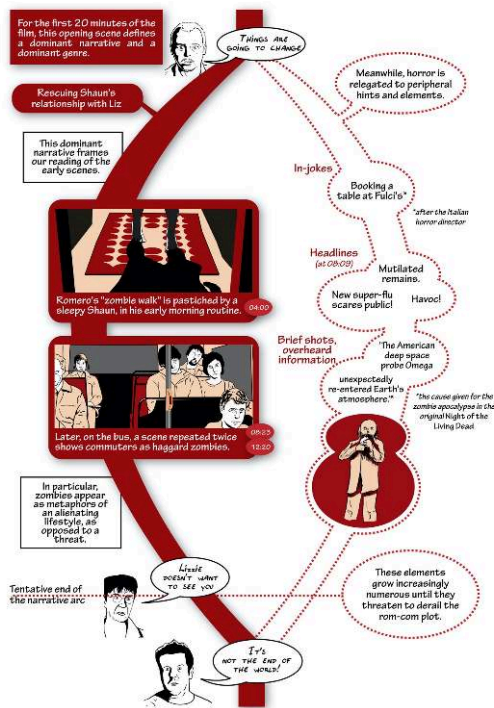 For the first 20 minutes of the
film, this opening scene defines
a dominant narrative and a
dominant genre.
THINGS ARE
GOING TO CHANGE
Rescuing Shaun's
relationship with Liz
Meanwhile, horror is
relegated to peripheral
hints and elements.
This dominant
narrative frames
our reading of the
early scenes.
In-jokes
Booking a
table at Fulci's*
*after the Italian
horror director
Romero's "zombie walk" is pastiched by a
sleepy Shaun, in his early morning routine.
04:00
Headlines
(at 08:09)
Mutilated
remains.
New super-flu
scares public!
Havoc!
Brief shots,
overheard
information
"The American
deep space
probe Omega
unexpectedly
re-entered Earth's
atmosphere."*
*the cause given for the
zombie apocalypse in the
original Night of the
Living Dead
Later, on the bus, a scene repeated twice
shows commuters as haggard zombies.
08:23
12:20
In particular,
zombies appear
as metaphors of
an alienating
lifestyle, as
opposed to a
threat.
LIZZIE
DOESN'T WANT
TO SEE YOU
Tentative end of
the narrative arc
These elements
grow increasingly
numerous until they
threaten to derail the
rom-com plot.
IT'S
NOT THE END OF
THE WORLD!